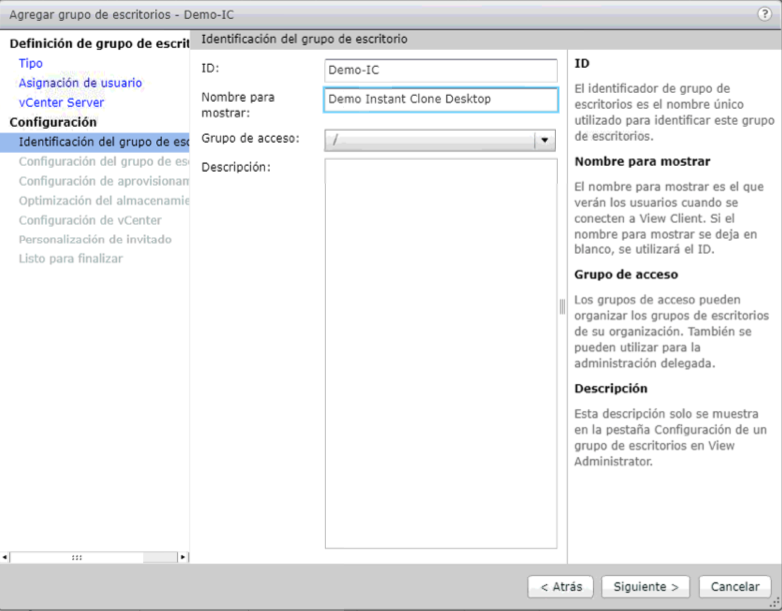 Agregar grupo de escritorios - Demo-IC
?
Definición de grupo de escrit
Tipo
Asignación de usuario
vCenter Server
Configuración
Identificación del grupo de esc
Configuración del grupo de es
Configuración de aprovisionam
Optimización del almacenamie
Configuración de vCenter
Personalización de invitado
Listo para finalizar
Identificación del grupo de escritorio
ID:
Demo-IC
Nombre para
mostrar:
Demo Instant Clone Desktop
Grupo de acceso:
/
Descripción:
ID
El identificador de grupo de
escritorios es el nombre único
utilizado para identificar este grupo
de escritorios.
Nombre para mostrar
El nombre para mostrar es el que
verán los usuarios cuando se
conecten a View Client. Si el
nombre para mostrar se deja en
blanco, se utilizará el ID.
Grupo de acceso
Los grupos de acceso pueden
organizar los grupos de escritorios
de su organización. También se
pueden utilizar para la
administración delegada.
Descripción
Esta descripción solo se muestra
en la pestaña Configuración de un
grupo de escritorios en View
Administrator.
< Atrás
Siguiente >
Cancelar